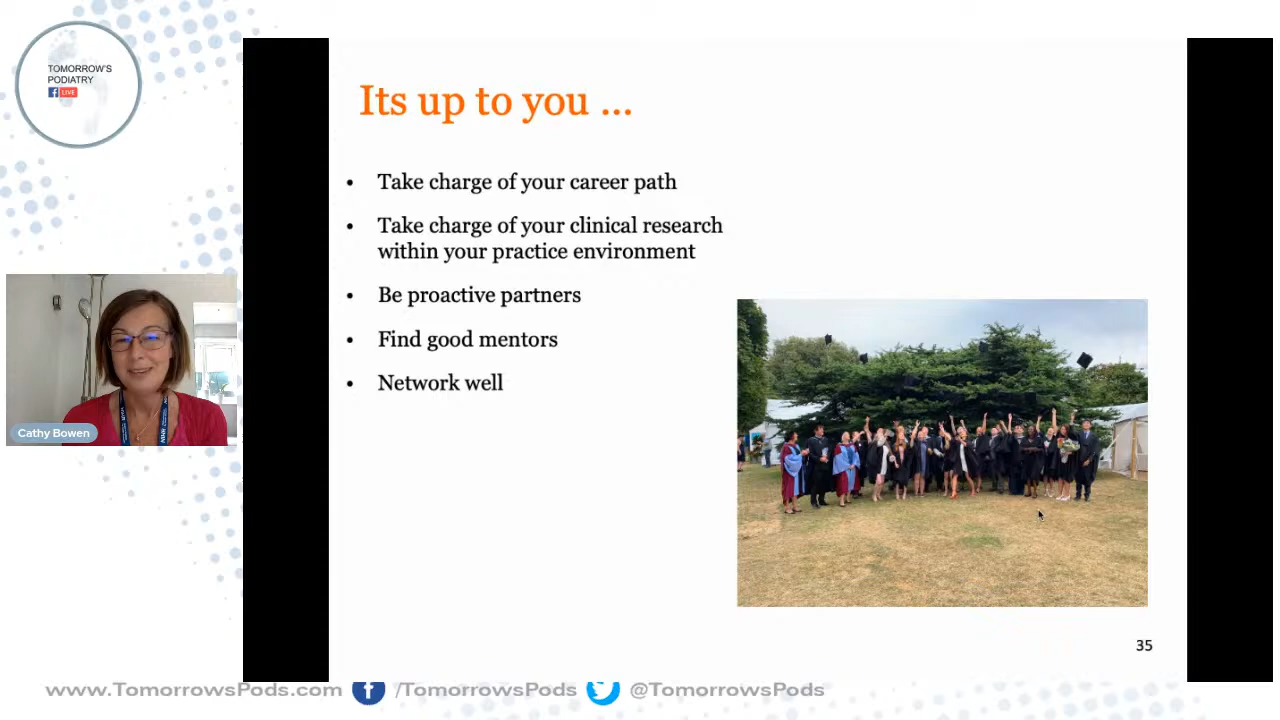 TOMORROW'S
PODIATRY
LIVE
Its up to you ...
• Take charge of your career path
• Take charge of your clinical research
within your practice environment
• Be proactive partners
• Find good mentors
• Network well
Cathy Bowen
35
www.TomorrowsPods.com
/TomorrowsPods
@TomorrowsPods